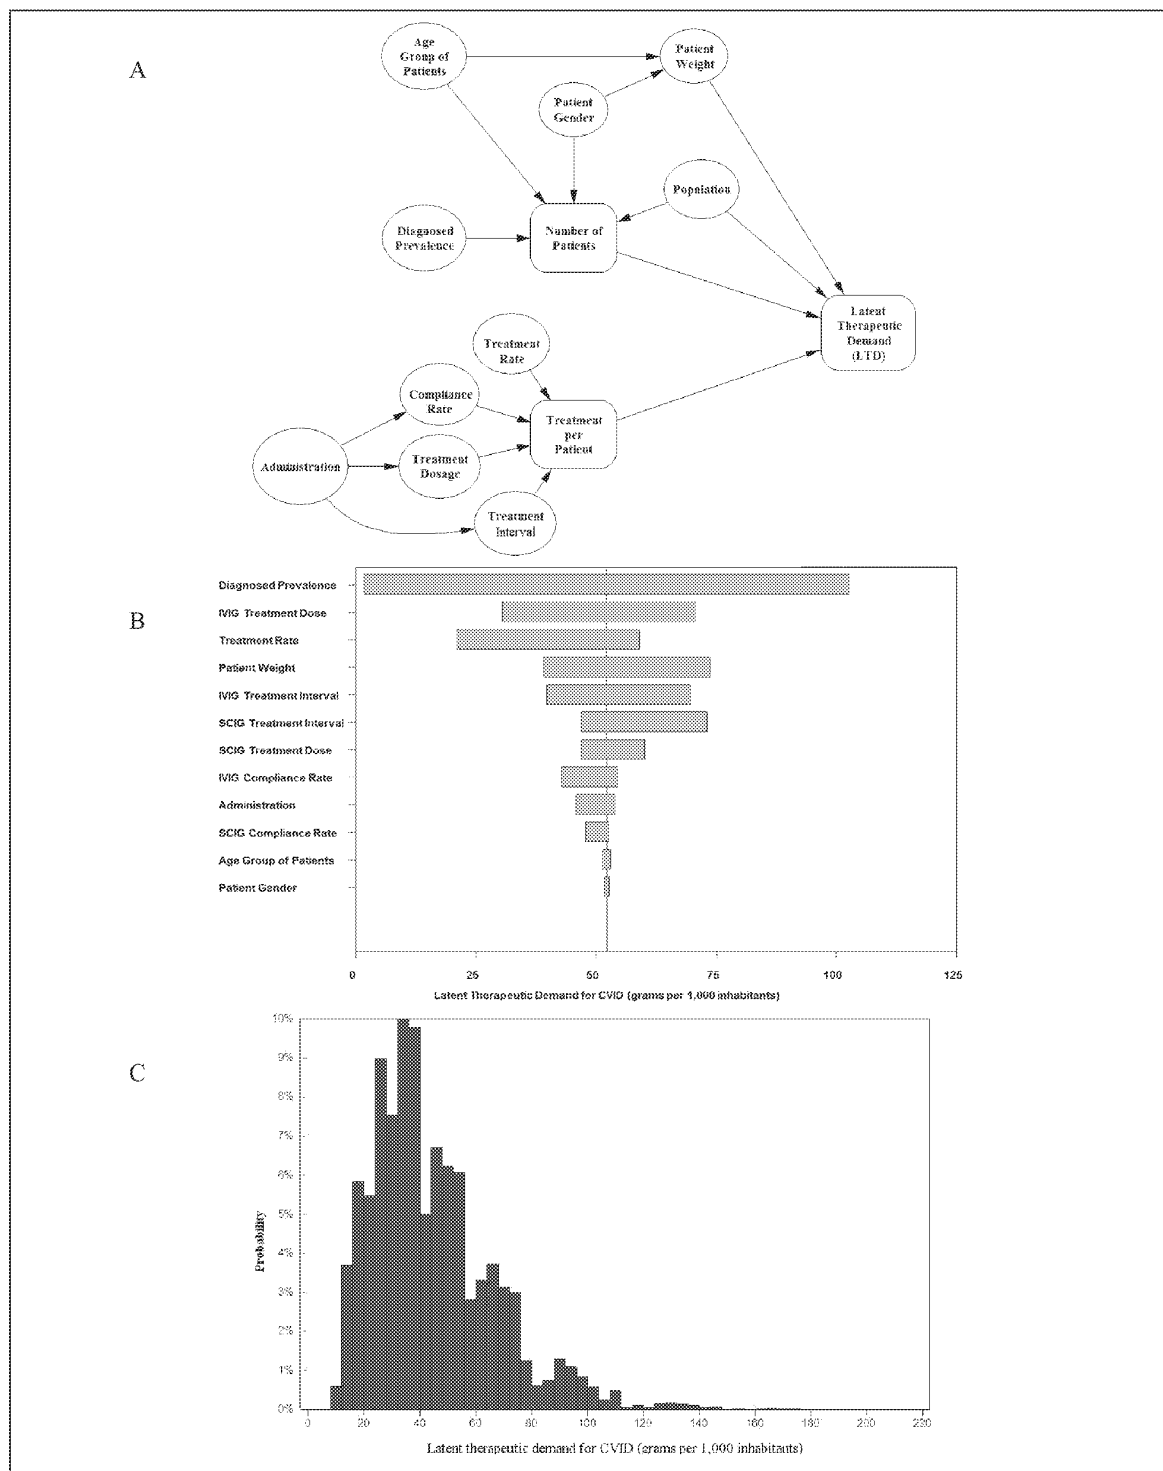 A
Age
Group of
Patients
Patient
Weight
Patient
Gender
Population
Diagnosed
Prevalence
Number of
Patients
Latent
Therapeutic
Demand
(LTD)
Treatment
Rate
Compliance
Rate
Treatment
per
Patient
Administration
Treatment
Dosage
Treatment
Interval
B
Diagnosed Prevalence
IVIG Treatment Dose
Treatment Rate
Patient Weight
IVIG Treatment Interval
SCIG Treatment Interval
SCIG Treatment Dose
IVIG Compliance Rate
Administration
SCIG Compliance Rate
Age Group of Patients
Patient Gender
0 25 50 75 100 125
Latent Therapeutic Demand for CVID (grams per 1,000 inhabitants)
C
10%
9%
8%
7%
6%
5%
4%
3%
2%
1%
0%
Probability
0 20 40 60 80 100 120 140 160 180 200 220
Latent therapeutic demand for CVID (grams per 1,000 inhabitants)